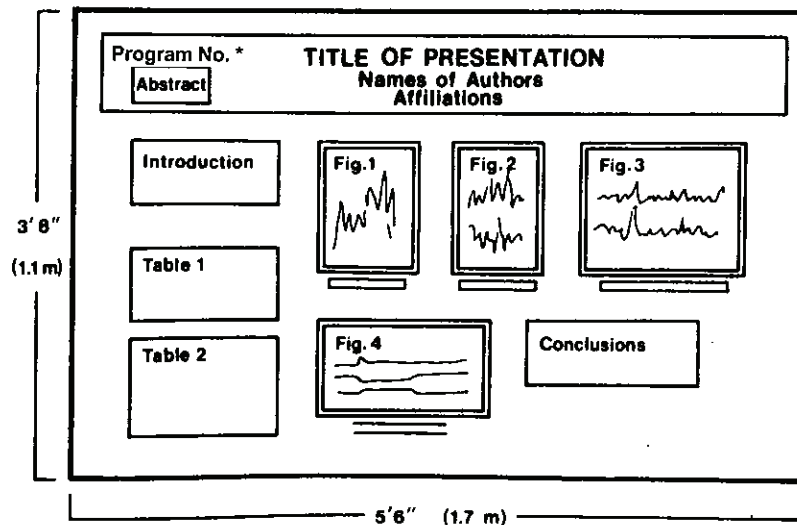 Program No. *
TITLE OF PRESENTATION
Abstract
Names of Authors
Affiliations
Introduction
Fig.1
Fig.2
Fig.3
3' 8"
(1.1 m)
Table 1
Table 2
Fig. 4
Conclusions
5'6" (1.7 m)